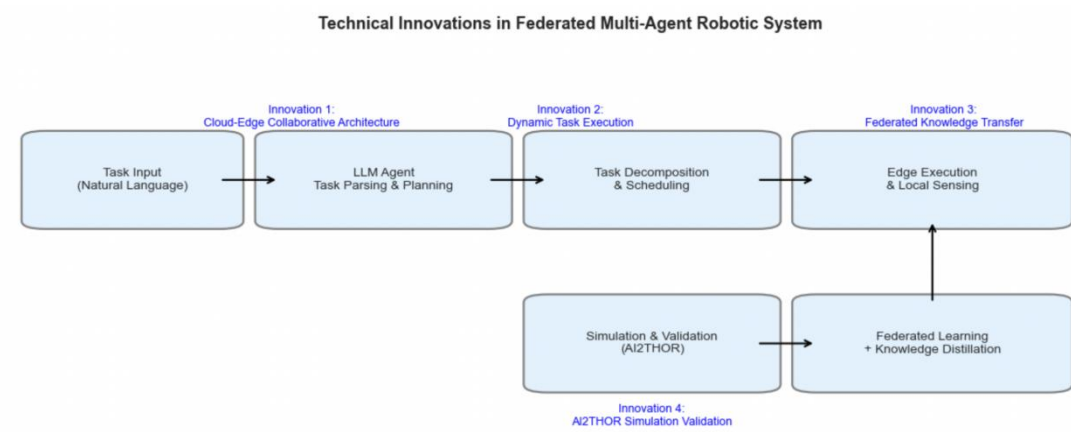 Technical Innovations in Federated Multi-Agent Robotic System
Innovation 1:
Cloud-Edge Collaborative Architecture
Innovation 2:
Dynamic Task Execution
Innovation 3:
Federated Knowledge Transfer
Task Input
(Natural Language)
LLM Agent
Task Parsing & Planning
Task Decomposition
& Scheduling
Edge Execution
& Local Sensing
Simulation & Validation
(AI2THOR)
Federated Learning
+ Knowledge Distillation
Innovation 4:
AI2THOR Simulation Validation